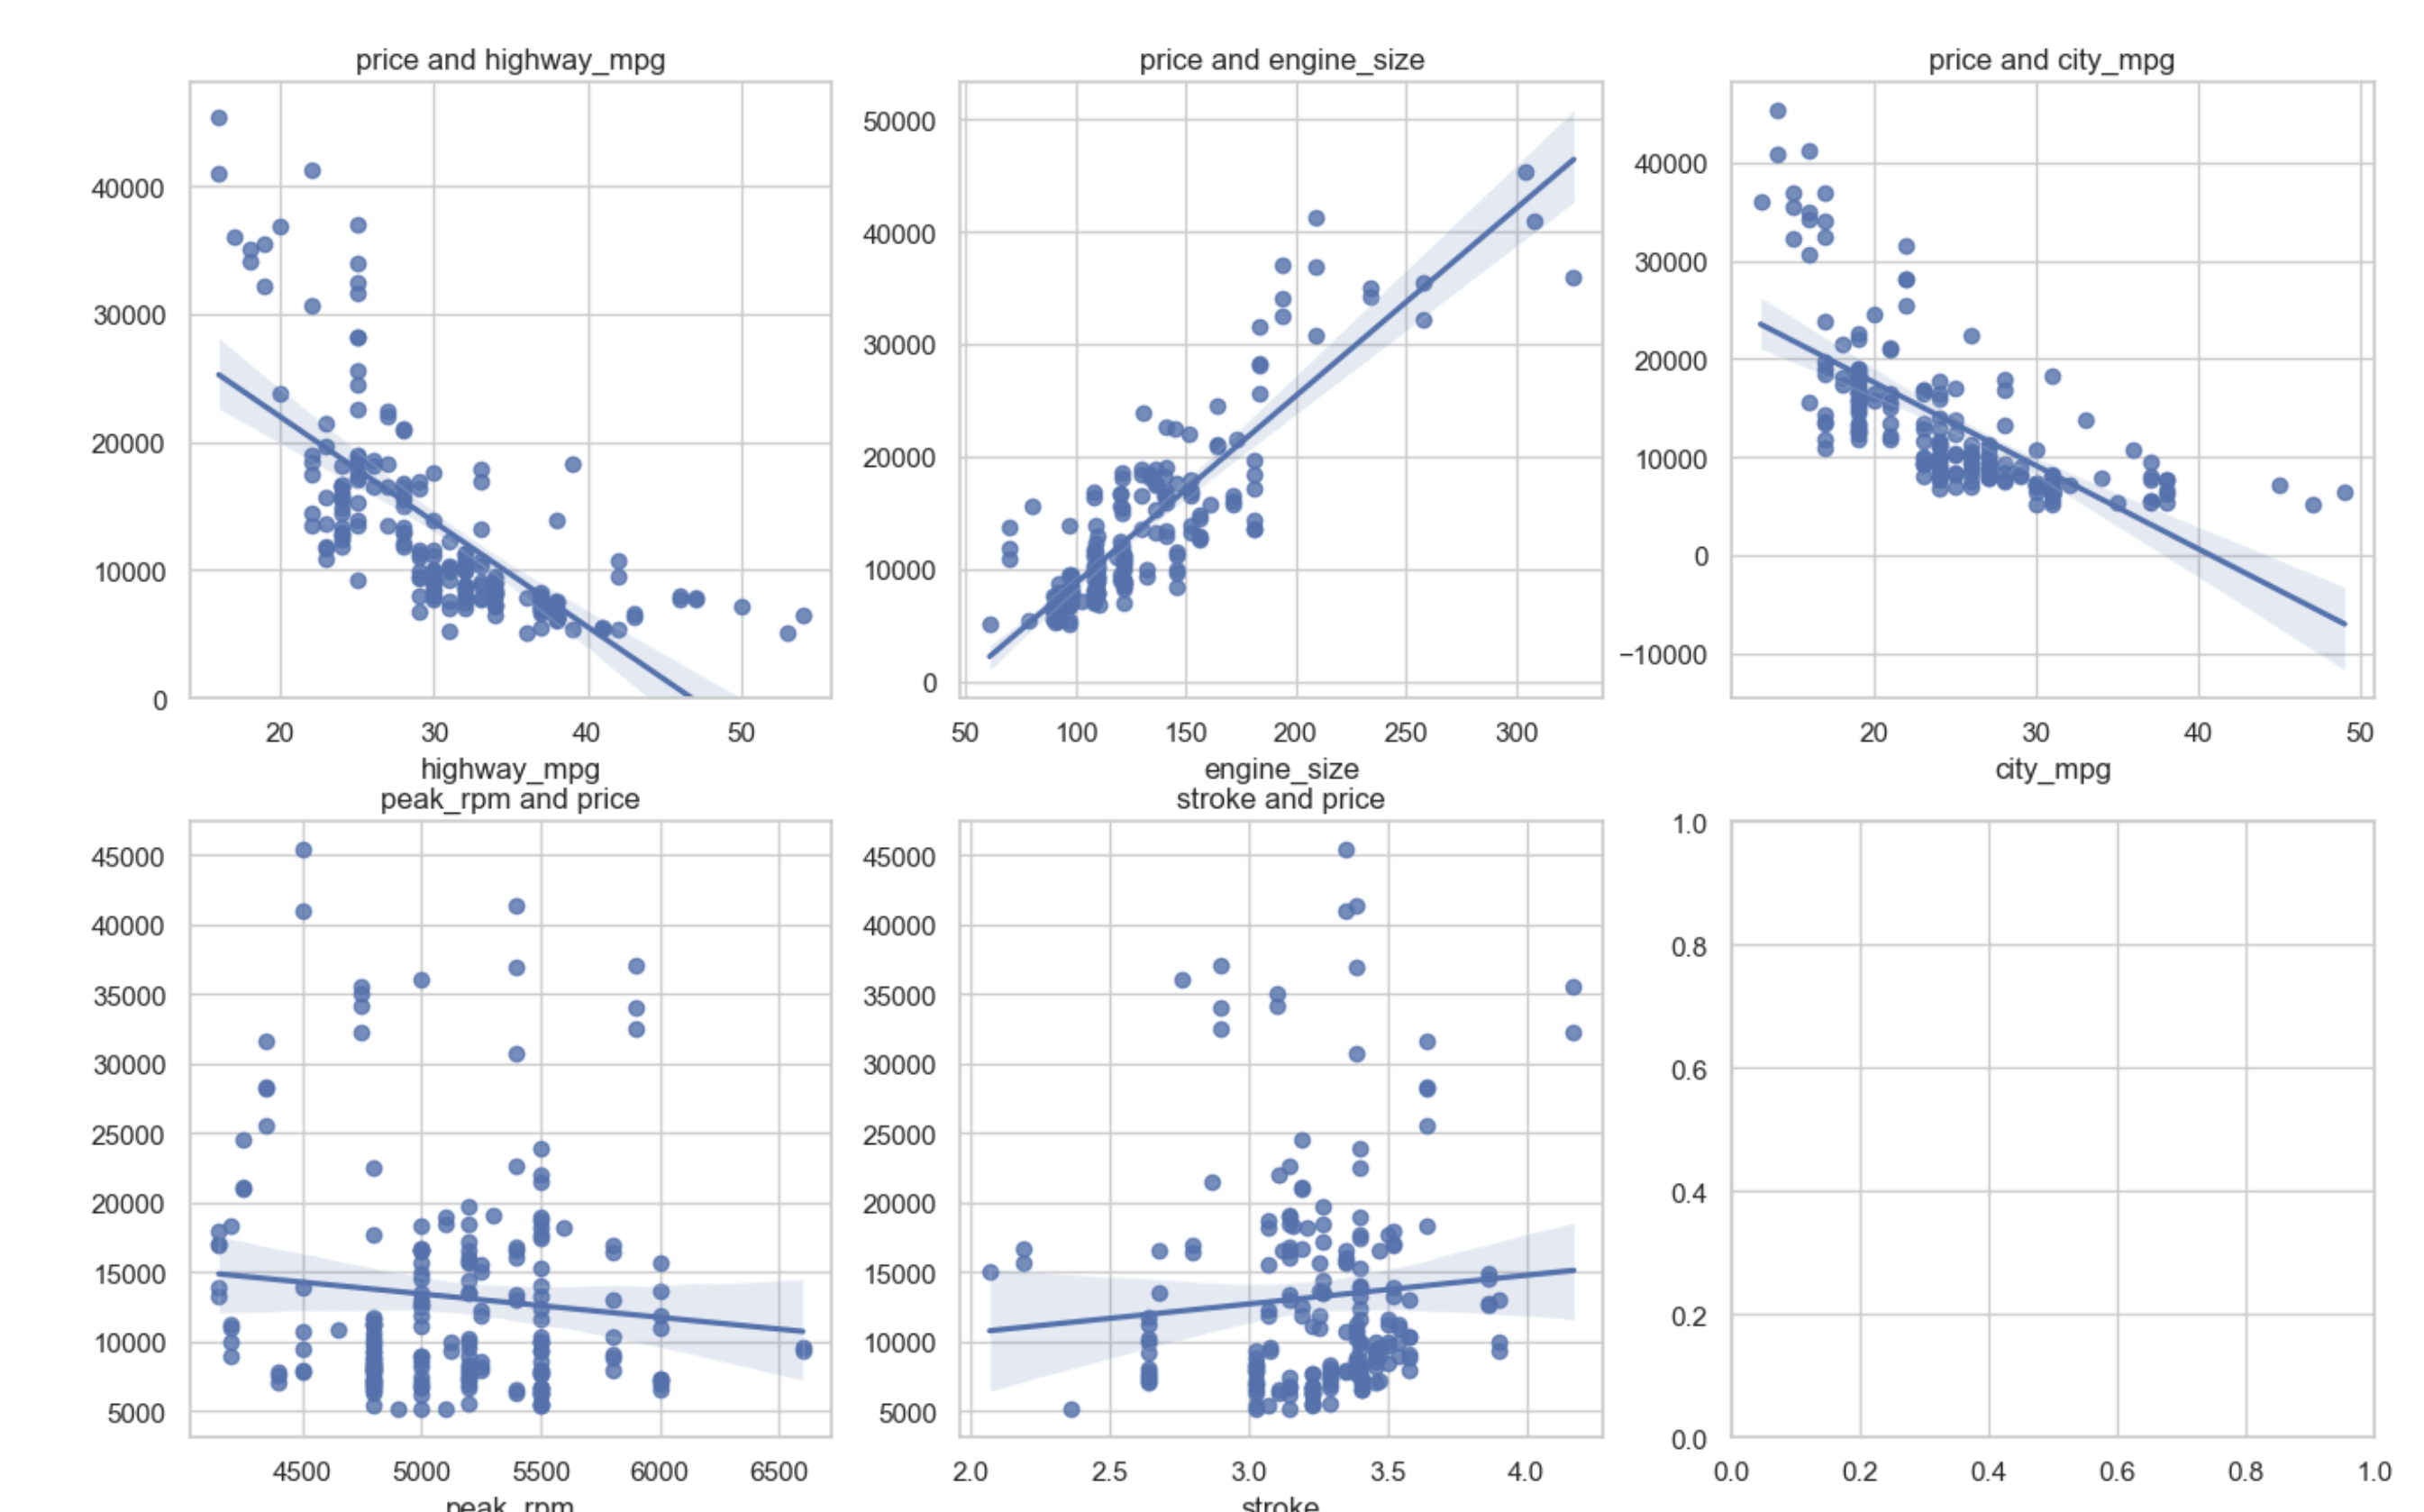 price and highway_mpg
price and engine_size
price and city_mpg
40000
30000
20000
10000
0
20 30 40 50
highway_mpg
50000
40000
30000
20000
10000
0
50 100 150 200 250 300
engine_size
40000
30000
20000
10000
0
−10000
20 30 40 50
city_mpg
peak_rpm and price
stroke and price
45000
40000
35000
30000
25000
20000
15000
10000
5000
4500 5000 5500 6000 6500
peak_rpm
45000
40000
35000
30000
25000
20000
15000
10000
5000
2.0 2.5 3.0 3.5 4.0
stroke
1.0
0.8
0.6
0.4
0.2
0.0
0.0 0.2 0.4 0.6 0.8 1.0